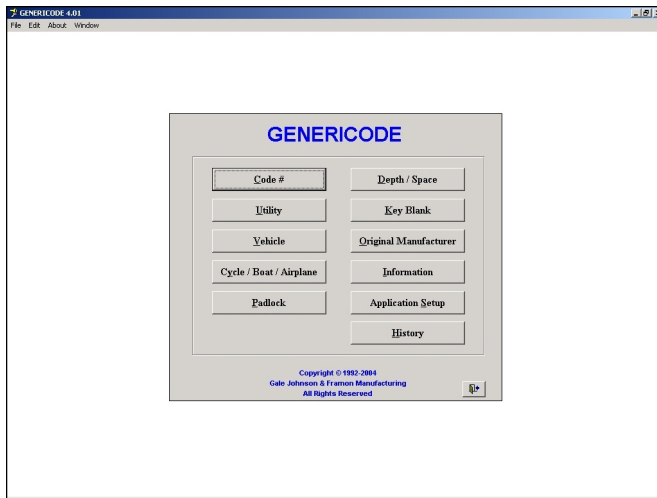 GENERICODE 4.01
File Edit About Window
GENERICODE
Code #
Depth / Space
Utility
Key Blank
Vehicle
Original Manufacturer
Cycle / Boat / Airplane
Information
Padlock
Application Setup
History
Copyright © 1992-2004
Gale Johnson & Framon Manufacturing
All Rights Reserved